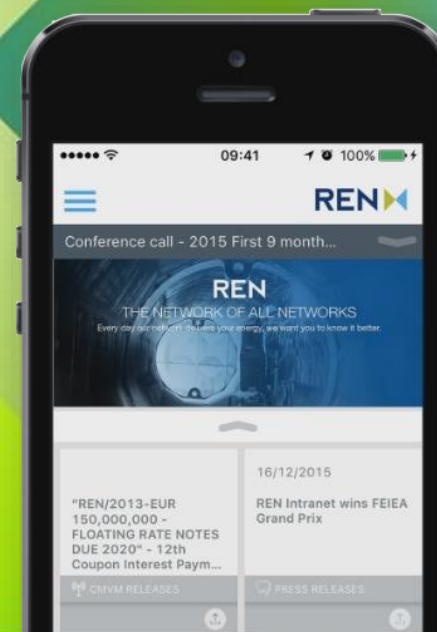 09:41
100%
REN
Conference call - 2015 First 9 month...
REN
THE NETWORK OF ALL NETWORKS
Every day our network delivers your energy, we want you to know it better.
16/12/2015
"REN/2013-EUR
150,000,000 -
FLOATING RATE NOTES
DUE 2020" - 12th
Coupon Interest Paym...
REN Intranet wins FEIEA
Grand Prix
CMVM RELEASES
PRESS RELEASES